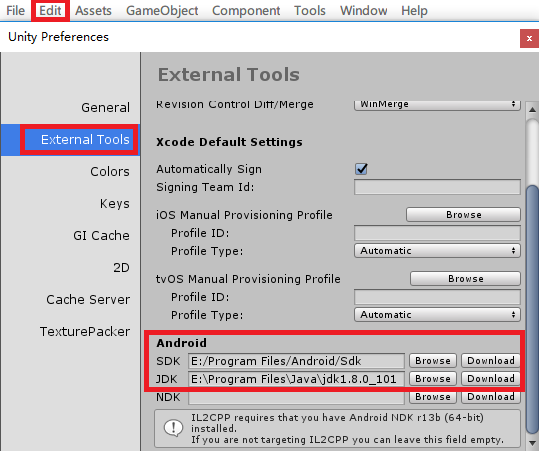 File Edit Assets GameObject Component Tools Window Help
Unity Preferences x
General
External Tools
Colors
Keys
GI Cache
2D
Cache Server
TexturePacker
External Tools
Revision Control Diff/Merge WinMerge
Xcode Default Settings
Automatically Sign
Signing Team Id:
iOS Manual Provisioning Profile Browse
Profile ID:
Profile Type: Automatic
tvOS Manual Provisioning Profile Browse
Profile ID:
Profile Type: Automatic
Android
SDK E:/Program Files/Android/Sdk Browse Download
JDK E:\Program Files\Java\jdk1.8.0_101 Browse Download
NDK Browse Download
IL2CPP requires that you have Android NDK r13b (64-bit)
installed.
If you are not targeting IL2CPP you can leave this field empty.